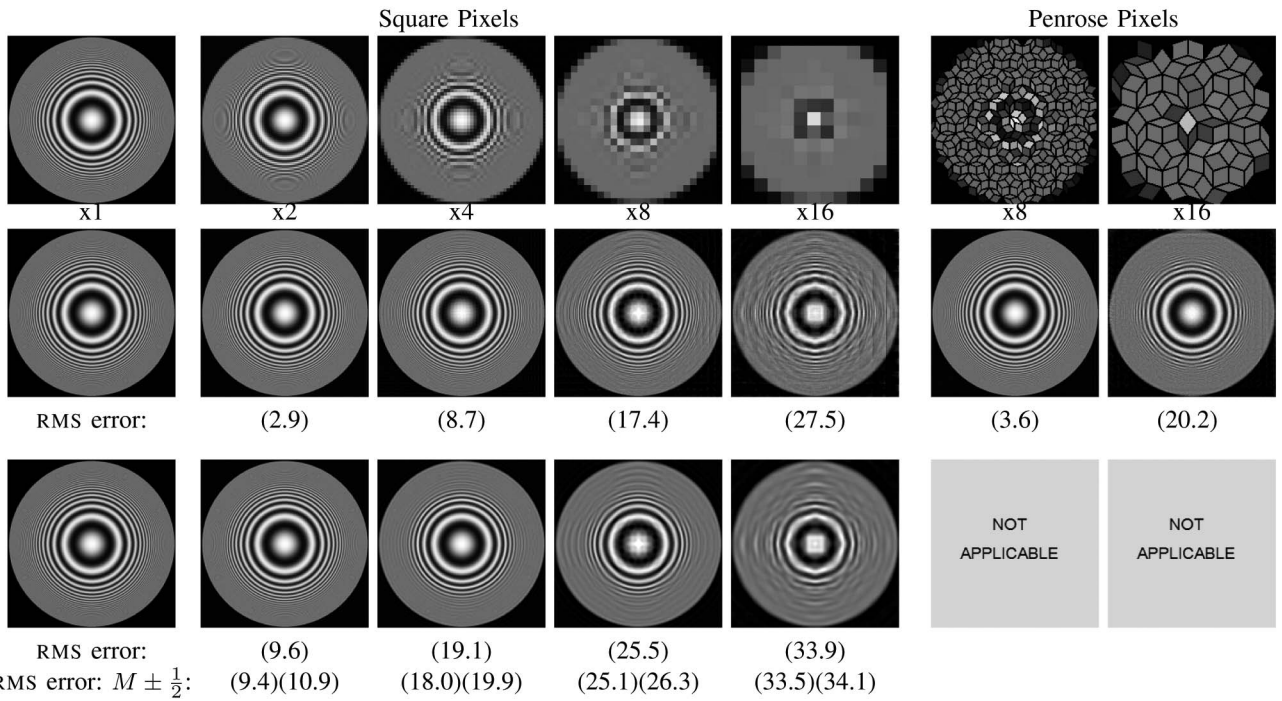 Square Pixels Penrose Pixels
x1 x2 x4 x8 x16 x8 x16
RMS error: (2.9) (8.7) (17.4) (27.5) (3.6) (20.2)
NOT APPLICABLE NOT APPLICABLE
RMS error: (9.6) (19.1) (25.5) (33.9)
RMS error: M ± 1/2: (9.4)(10.9) (18.0)(19.9) (25.1)(26.3) (33.5)(34.1)